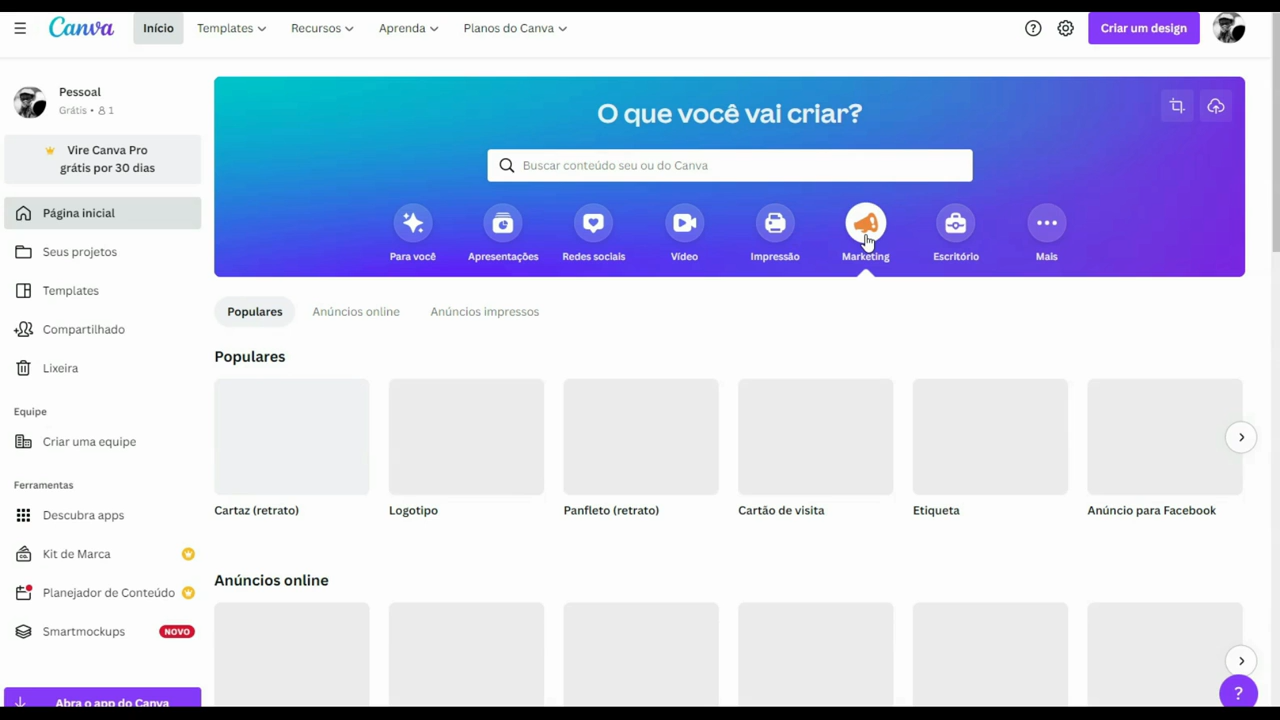 Canva
Início
Templates
Recursos
Aprenda
Planos do Canva
Criar um design
Pessoal
Grátis • 1
Vire Canva Pro
grátis por 30 dias
Página inicial
Seus projetos
Templates
Compartilhado
Lixeira
Equipe
Criar uma equipe
Ferramentas
Descubra apps
Kit de Marca
Planejador de Conteúdo
Smartmockups
NOVO
Abra o app do Canva
O que você vai criar?
Buscar conteúdo seu ou do Canva
Para você
Apresentações
Redes sociais
Vídeo
Impressão
Marketing
Escritório
Mais
Populares
Anúncios online
Anúncios impressos
Populares
Cartaz (retrato)
Logotipo
Panfleto (retrato)
Cartão de visita
Etiqueta
Anúncio para Facebook
Anúncios online
?